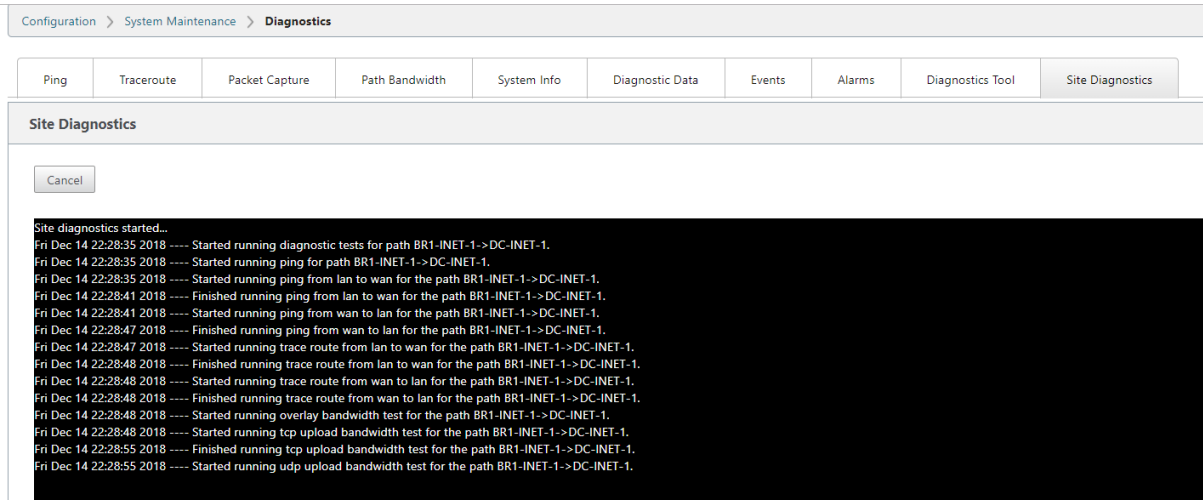 Configuration > System Maintenance > Diagnostics
Ping Traceroute Packet Capture Path Bandwidth System Info Diagnostic Data Events Alarms Diagnostics Tool Site Diagnostics
Site Diagnostics
Cancel
Site diagnostics started...
Fri Dec 14 22:28:35 2018 ---- Started running diagnostic tests for path BR1-INET-1->DC-INET-1.
Fri Dec 14 22:28:35 2018 ---- Started running ping for path BR1-INET-1->DC-INET-1.
Fri Dec 14 22:28:35 2018 ---- Started running ping from lan to wan for the path BR1-INET-1->DC-INET-1.
Fri Dec 14 22:28:41 2018 ---- Finished running ping from lan to wan for the path BR1-INET-1->DC-INET-1.
Fri Dec 14 22:28:41 2018 ---- Started running ping from wan to lan for the path BR1-INET-1->DC-INET-1.
Fri Dec 14 22:28:47 2018 ---- Finished running ping from wan to lan for the path BR1-INET-1->DC-INET-1.
Fri Dec 14 22:28:47 2018 ---- Started running trace route from lan to wan for the path BR1-INET-1->DC-INET-1.
Fri Dec 14 22:28:48 2018 ---- Finished running trace route from lan to wan for the path BR1-INET-1->DC-INET-1.
Fri Dec 14 22:28:48 2018 ---- Started running trace route from wan to lan for the path BR1-INET-1->DC-INET-1.
Fri Dec 14 22:28:48 2018 ---- Finished running trace route from wan to lan for the path BR1-INET-1->DC-INET-1.
Fri Dec 14 22:28:48 2018 ---- Started running overlay bandwidth test for the path BR1-INET-1->DC-INET-1.
Fri Dec 14 22:28:48 2018 ---- Started running tcp upload bandwidth test for the path BR1-INET-1->DC-INET-1.
Fri Dec 14 22:28:55 2018 ---- Finished running tcp upload bandwidth test for the path BR1-INET-1->DC-INET-1.
Fri Dec 14 22:28:55 2018 ---- Started running udp upload bandwidth test for the path BR1-INET-1->DC-INET-1.